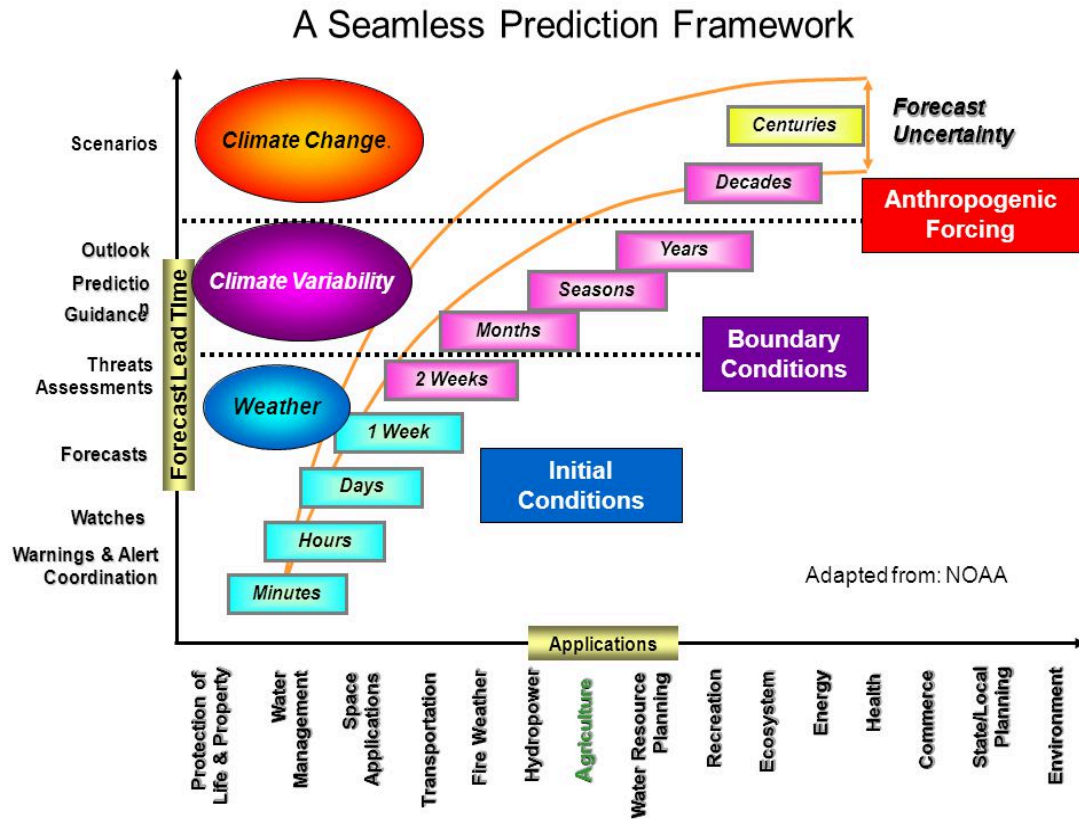 A Seamless Prediction Framework
Scenarios
Outlook
Predictio
n
Guidance
Threats
Assessments
Forecasts
Watches
Warnings & Alert
Coordination
Forecast Lead Time
Climate Change.
Climate Variability
Weather
Centuries
Decades
Years
Seasons
Months
2 Weeks
1 Week
Days
Hours
Minutes
Forecast
Uncertainty
Anthropogenic
Forcing
Boundary
Conditions
Initial
Conditions
Adapted from: NOAA
Applications
Protection of
Life & Property
Water
Management
Space
Applications
Transportation
Fire Weather
Hydropower
Agriculture
Water Resource
Planning
Recreation
Ecosystem
Energy
Health
Commerce
State/Local
Planning
Environment